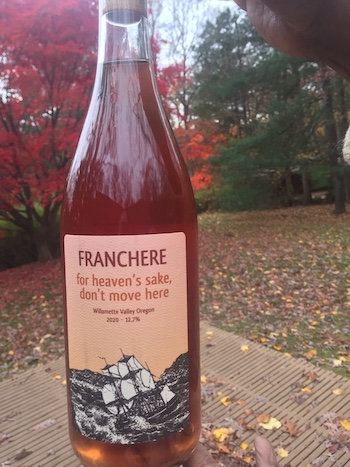 FRANCHERE
for heaven's sake,
don't move here
Willamette Valley Oregon
2020 - 12.7%